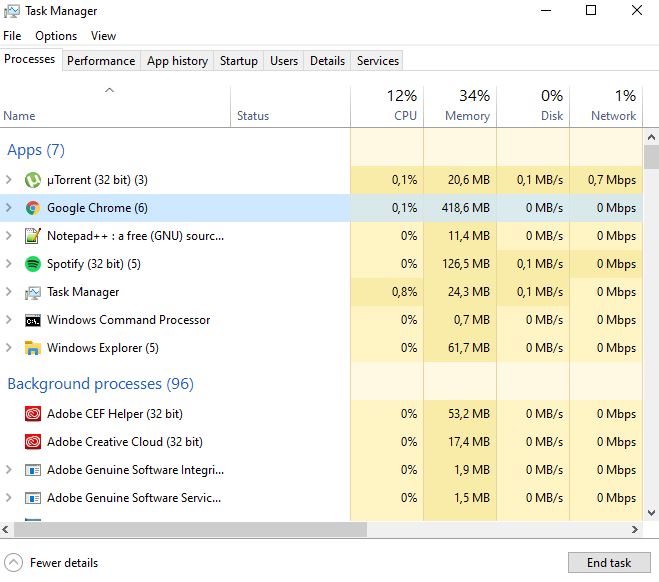 Task Manager
File Options View
Processes Performance App history Startup Users Details Services
12% 34% 0% 1%
Name Status CPU Memory Disk Network
Apps (7)
µTorrent (32 bit) (3) 0,1% 20,6 MB 0,1 MB/s 0,7 Mbps
Google Chrome (6) 0,1% 418,6 MB 0 MB/s 0 Mbps
Notepad++ : a free (GNU) sourc... 0% 11,4 MB 0 MB/s 0 Mbps
Spotify (32 bit) (5) 0% 126,5 MB 0,1 MB/s 0 Mbps
Task Manager 0,8% 24,3 MB 0,1 MB/s 0 Mbps
Windows Command Processor 0% 0,7 MB 0 MB/s 0 Mbps
Windows Explorer (5) 0% 61,7 MB 0 MB/s 0 Mbps
Background processes (96)
Adobe CEF Helper (32 bit) 0% 53,2 MB 0 MB/s 0 Mbps
Adobe Creative Cloud (32 bit) 0% 17,4 MB 0 MB/s 0 Mbps
Adobe Genuine Software Integri... 0% 1,9 MB 0 MB/s 0 Mbps
Adobe Genuine Software Servic... 0% 1,5 MB 0 MB/s 0 Mbps
Fewer details End task